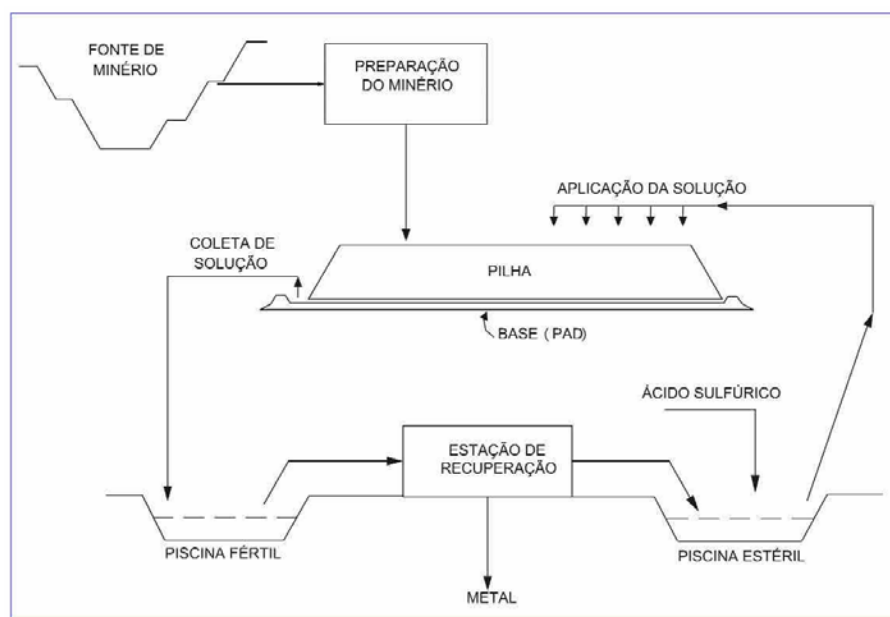 FONTE DE
MINÉRIO
PREPARAÇÃO
DO MINÉRIO
APLICAÇÃO DA SOLUÇÃO
COLETA DE
SOLUÇÃO
PILHA
BASE ( PAD)
ÁCIDO SULFÚRICO
ESTAÇÃO DE
RECUPERAÇÃO
PISCINA FÉRTIL
PISCINA ESTÉRIL
METAL